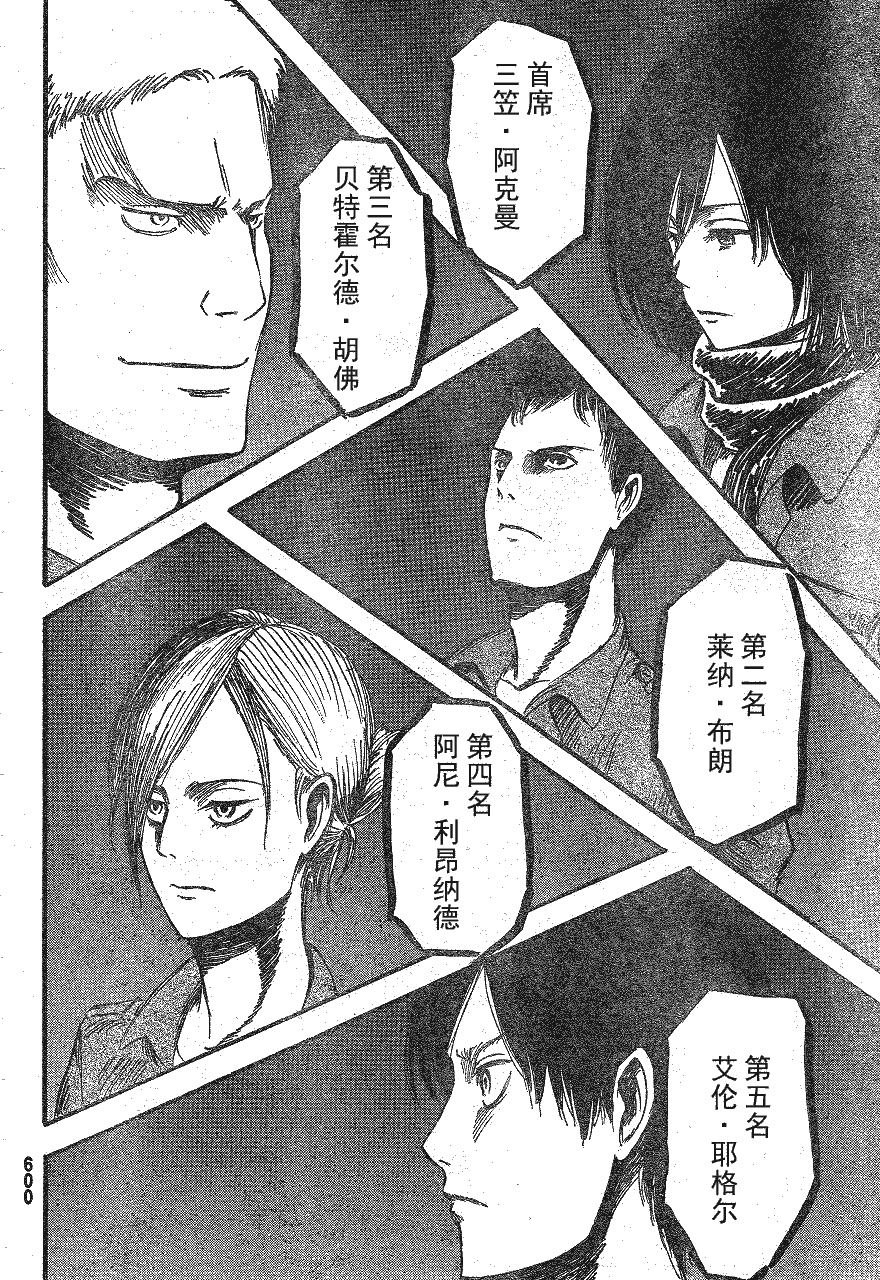 首席
三笠·阿克曼
第二名
莱纳·布朗
第三名
贝特霍尔德·胡佛
第四名
阿尼·利昂纳德
第五名
艾伦·耶格尔
600